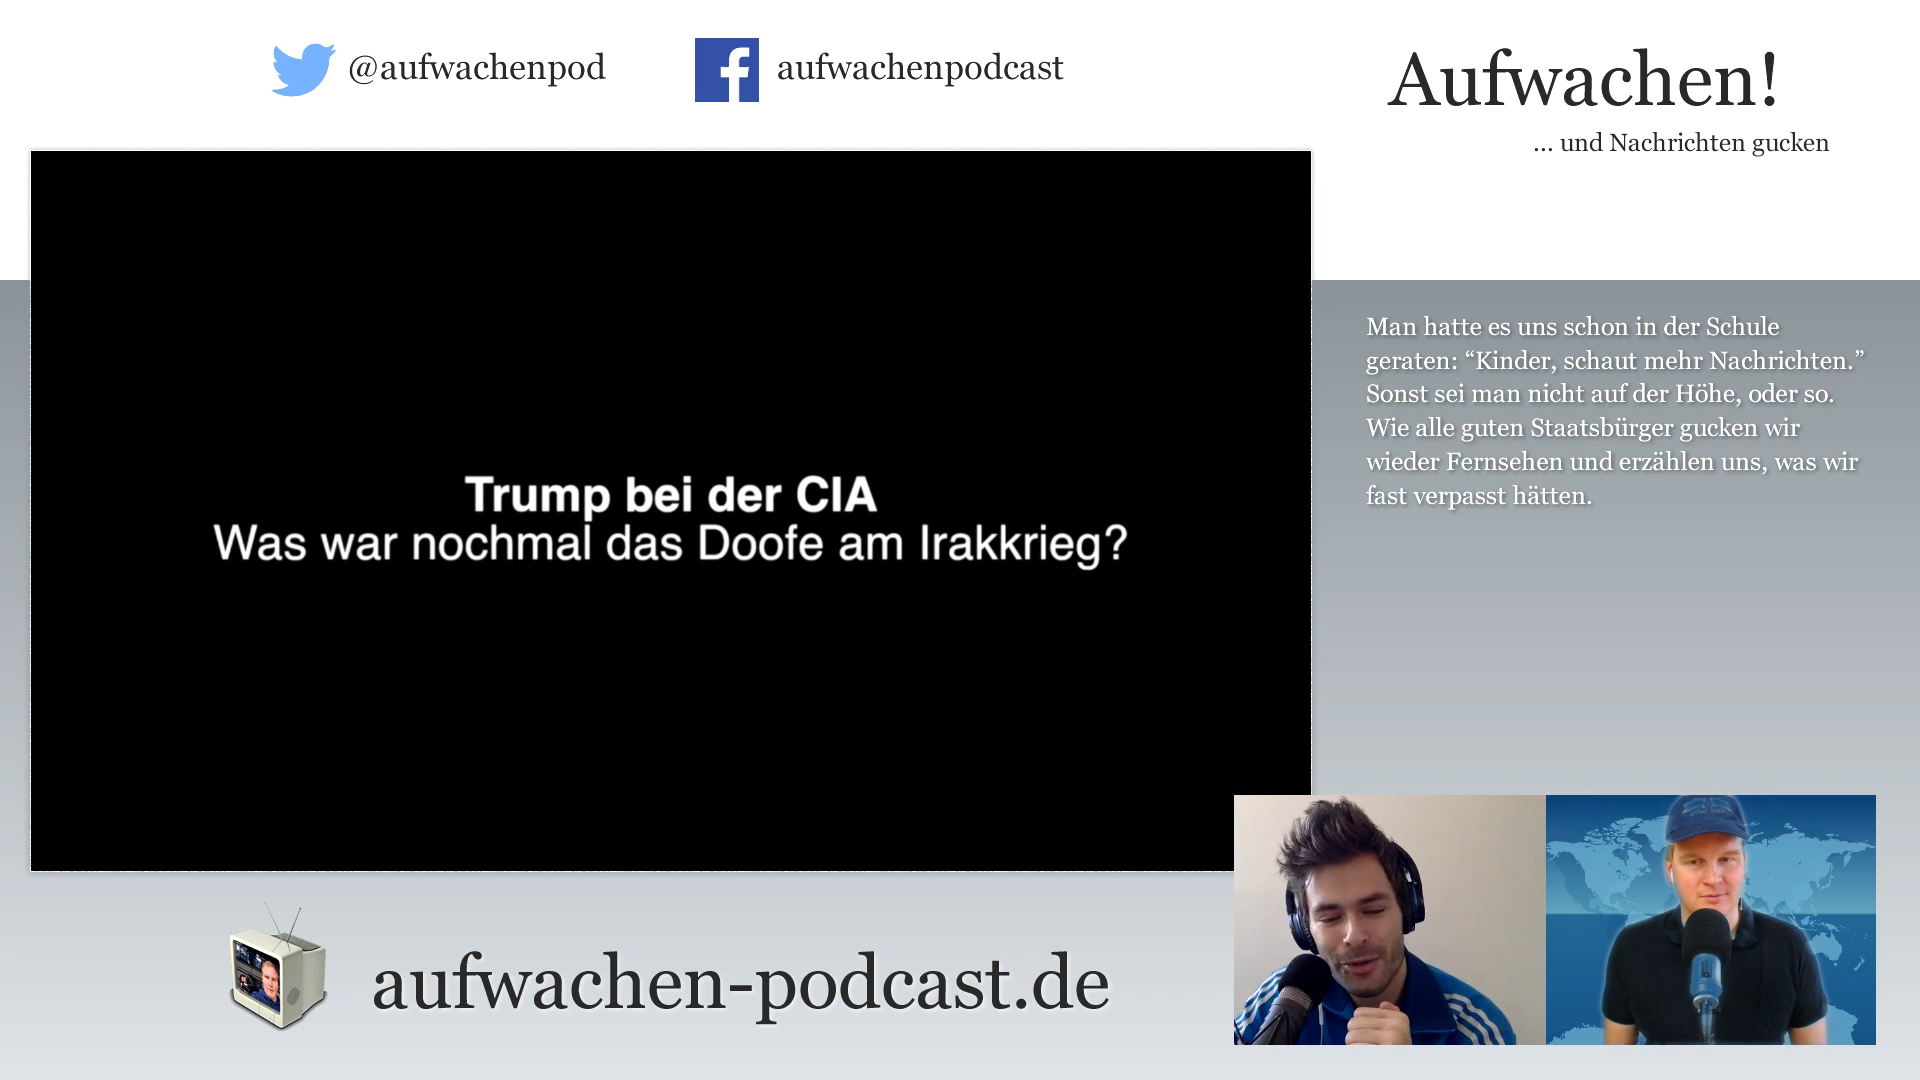 @aufwachenpod
aufwachenpodcast
Aufwachen!
... und Nachrichten gucken
Trump bei der CIA
Was war nochmal das Doofe am Irakkrieg?
Man hatte es uns schon in der Schule
geraten: “Kinder, schaut mehr Nachrichten.”
Sonst sei man nicht auf der Höhe, oder so.
Wie alle guten Staatsbürger gucken wir
wieder Fernsehen und erzählen uns, was wir
fast verpasst hätten.
aufwachen-podcast.de